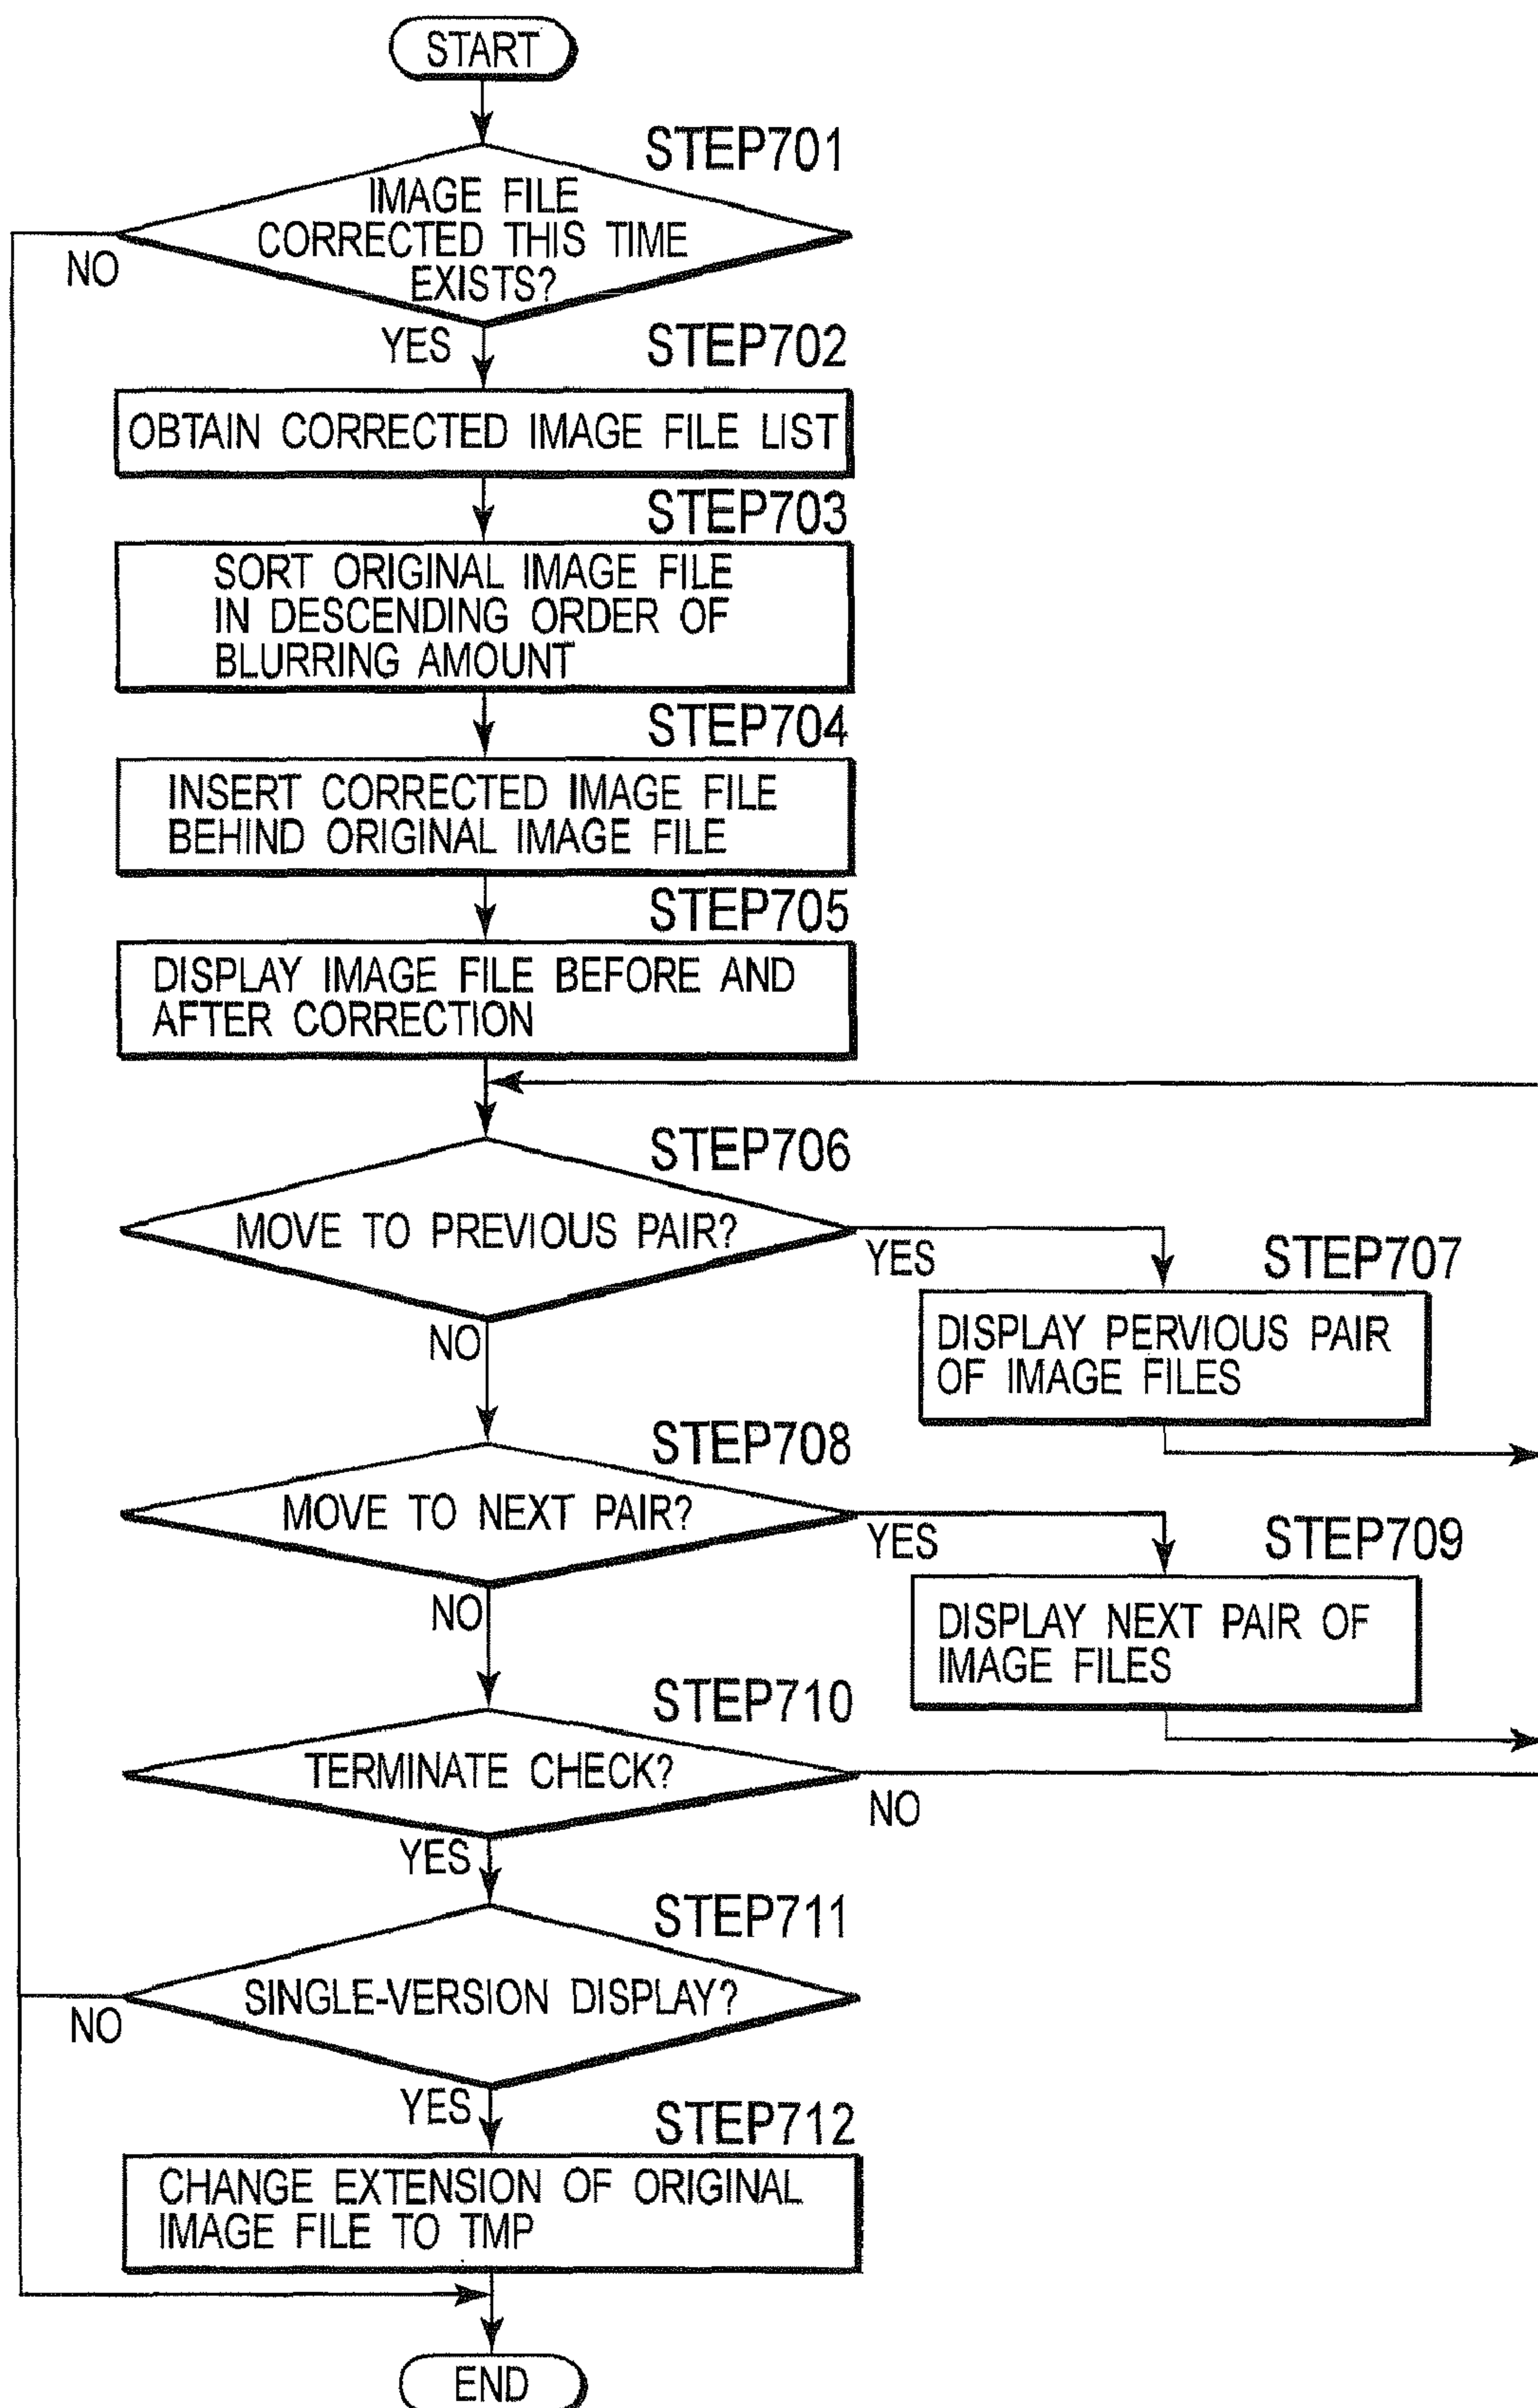 START
STEP701
IMAGE FILE
CORRECTED THIS TIME
EXISTS?
NO
YES
STEP702
OBTAIN CORRECTED IMAGE FILE LIST
STEP703
SORT ORIGINAL IMAGE FILE
IN DESCENDING ORDER OF
BLURRING AMOUNT
STEP704
INSERT CORRECTED IMAGE FILE
BEHIND ORIGINAL IMAGE FILE
STEP705
DISPLAY IMAGE FILE BEFORE AND
AFTER CORRECTION
STEP706
MOVE TO PREVIOUS PAIR?
YES
STEP707
DISPLAY PERVIOUS PAIR
OF IMAGE FILES
NO
STEP708
MOVE TO NEXT PAIR?
YES
STEP709
DISPLAY NEXT PAIR OF
IMAGE FILES
NO
STEP710
TERMINATE CHECK?
NO
YES
STEP711
SINGLE-VERSION DISPLAY?
NO
YES
STEP712
CHANGE EXTENSION OF ORIGINAL
IMAGE FILE TO TMP
END